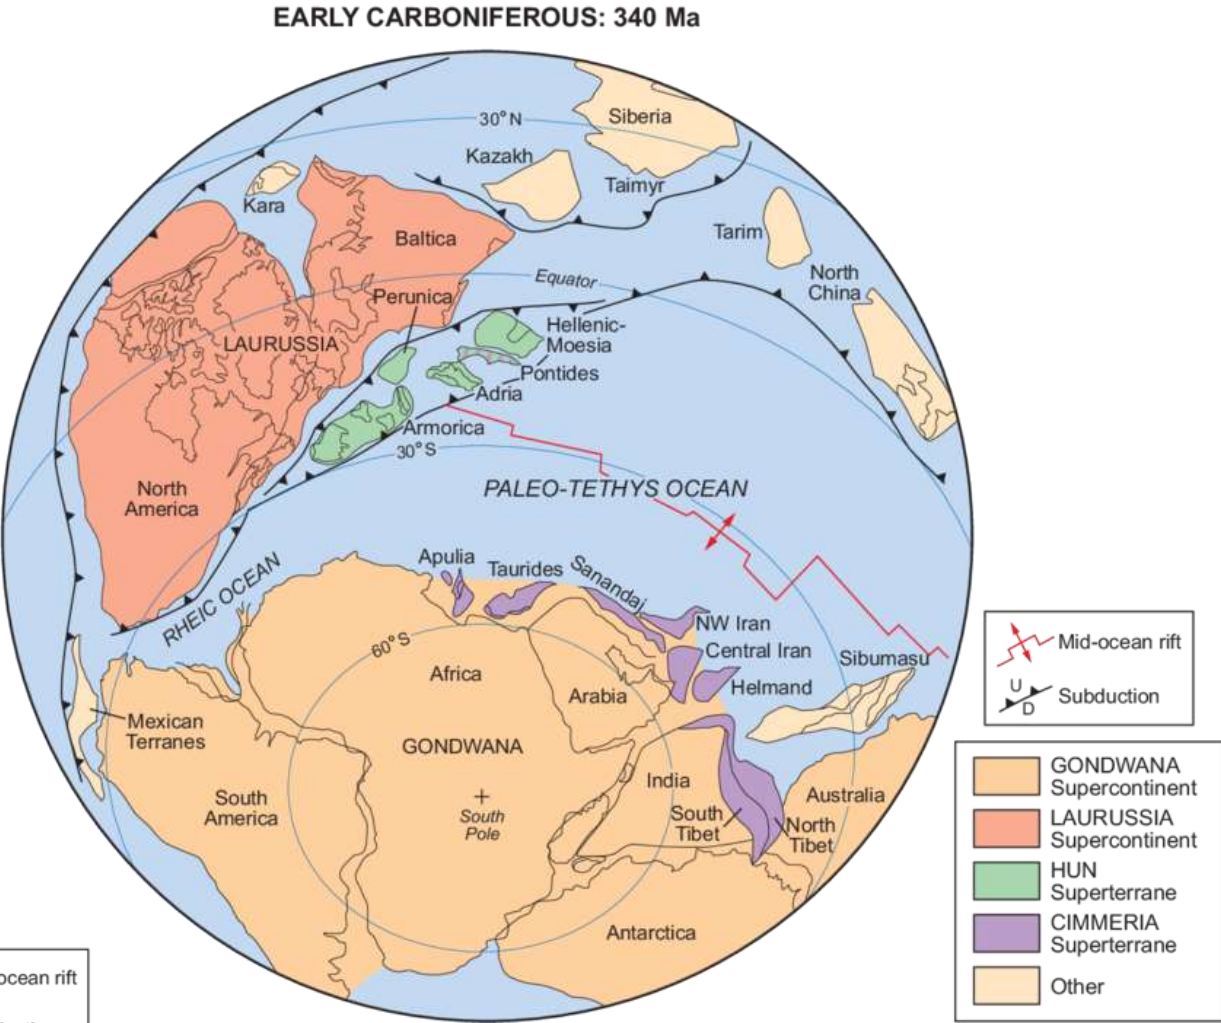 EARLY CARBONIFEROUS: 340 Ma
30° N
Siberia
Kazakh
Taimyr
Kara
Tarim
Baltica
North
China
Equator
Perunica
LAURUSSIA
Hellenic-
Moesia
Pontides
Adria
Armorica
30° S
North
America
PALEO-TETHYS OCEAN
RHEIC OCEAN
Apulia
Taurides
Sanandaj
NW Iran
Central Iran
Helmand
Sibumasu
60° S
Africa
Arabia
Mexican
Terranes
GONDWANA
South
America
South
Pole
India
South
Tibet
North
Tibet
Australia
Antarctica
Mid-ocean rift
U
D
Subduction
GONDWANA
Supercontinent
LAURUSSIA
Supercontinent
HUN
Superterrane
CIMMERIA
Superterrane
Other
ocean rift